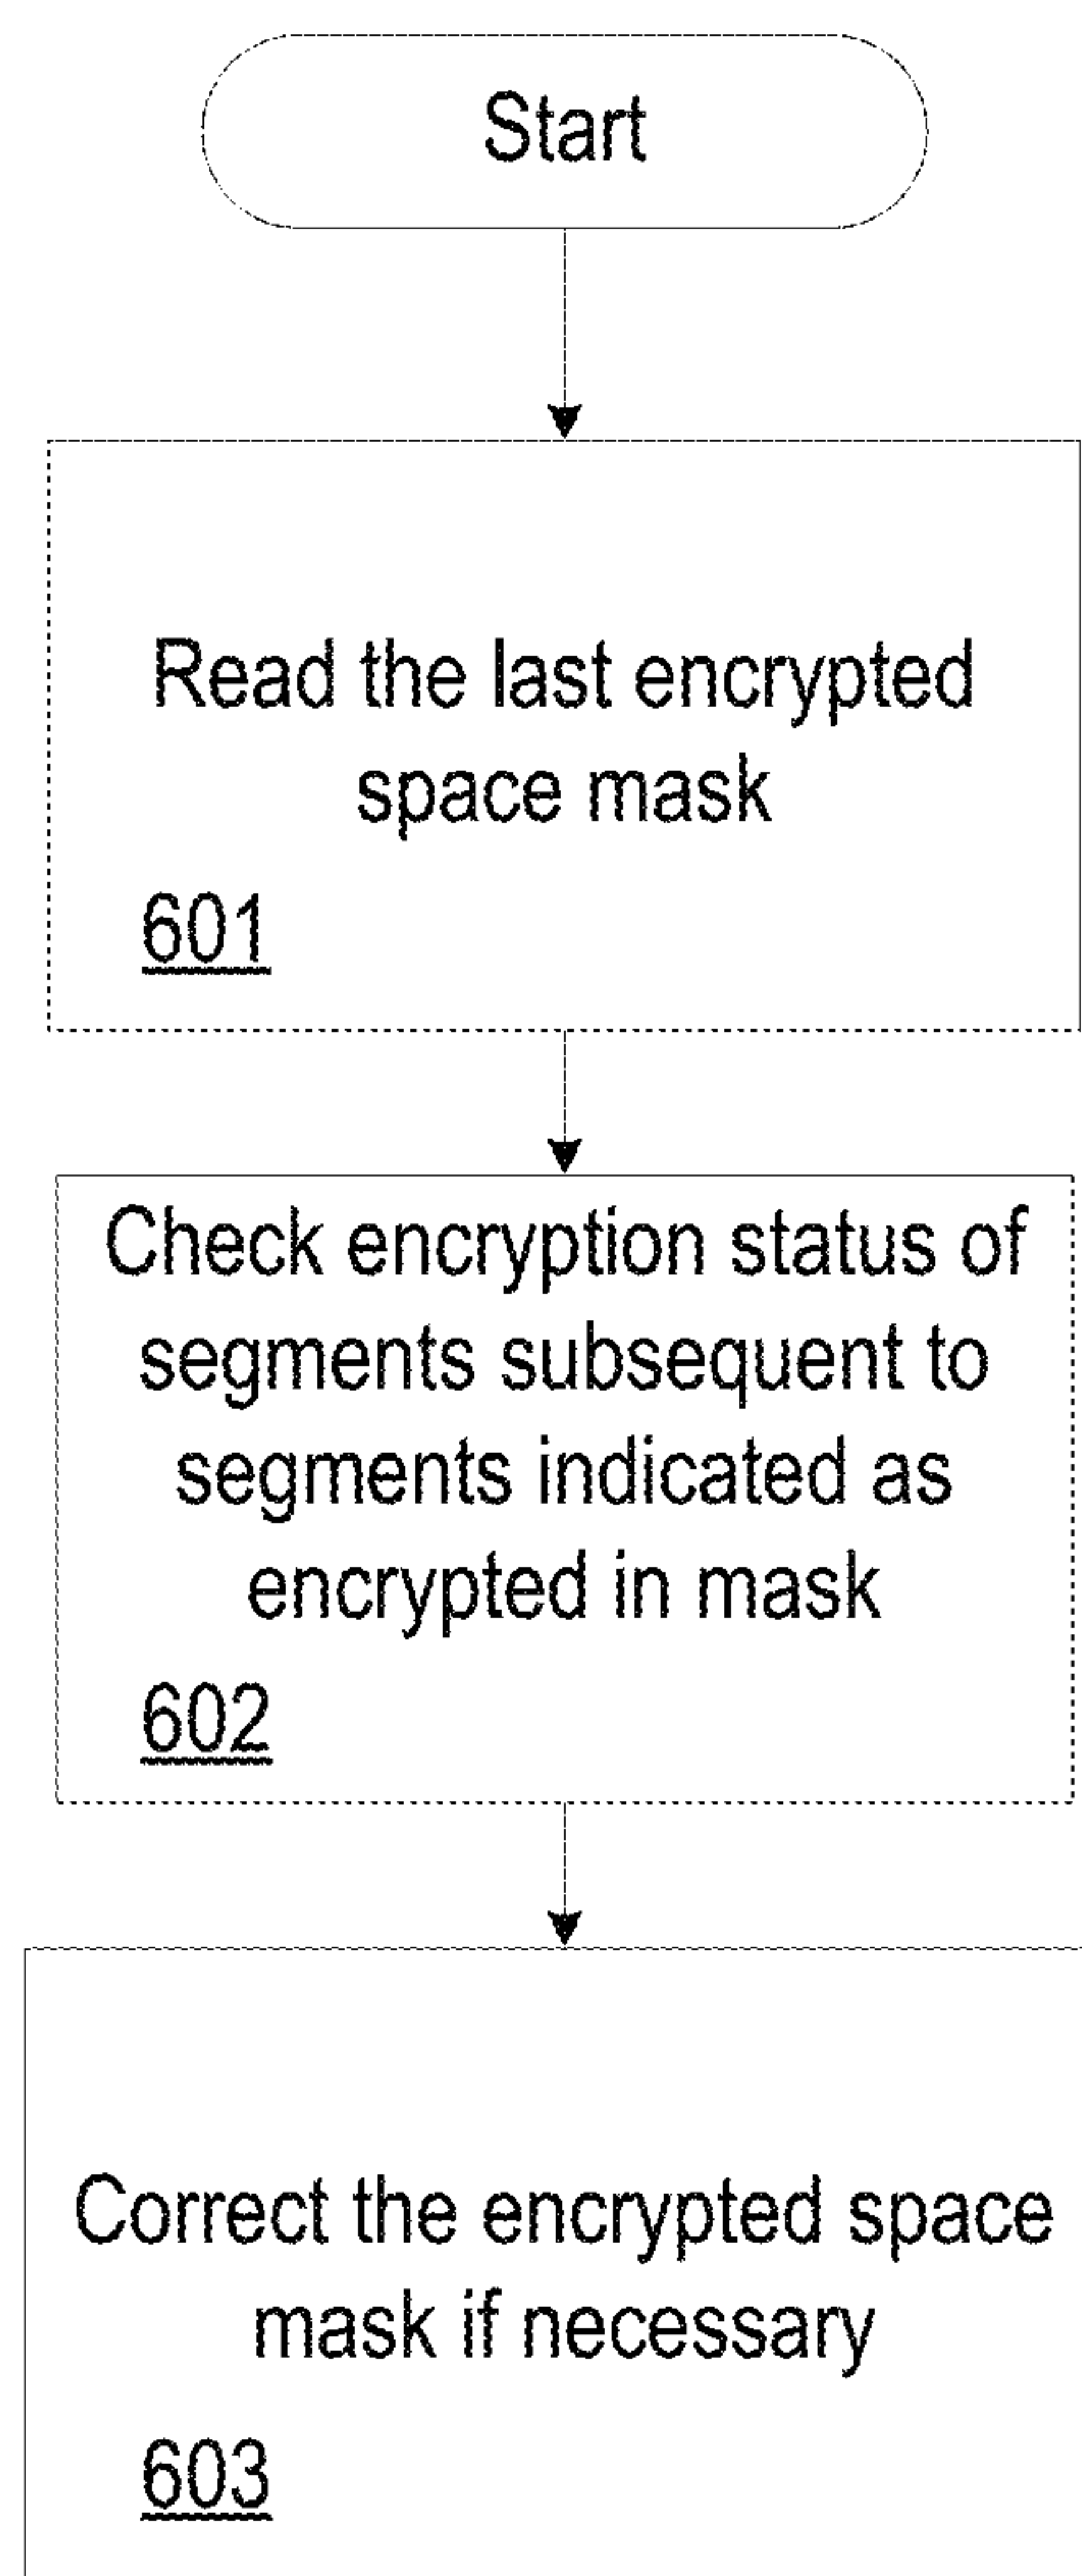 Start
Read the last encrypted
space mask
601
Check encryption status of
segments subsequent to
segments indicated as
encrypted in mask
602
Correct the encrypted space
mask if necessary
603